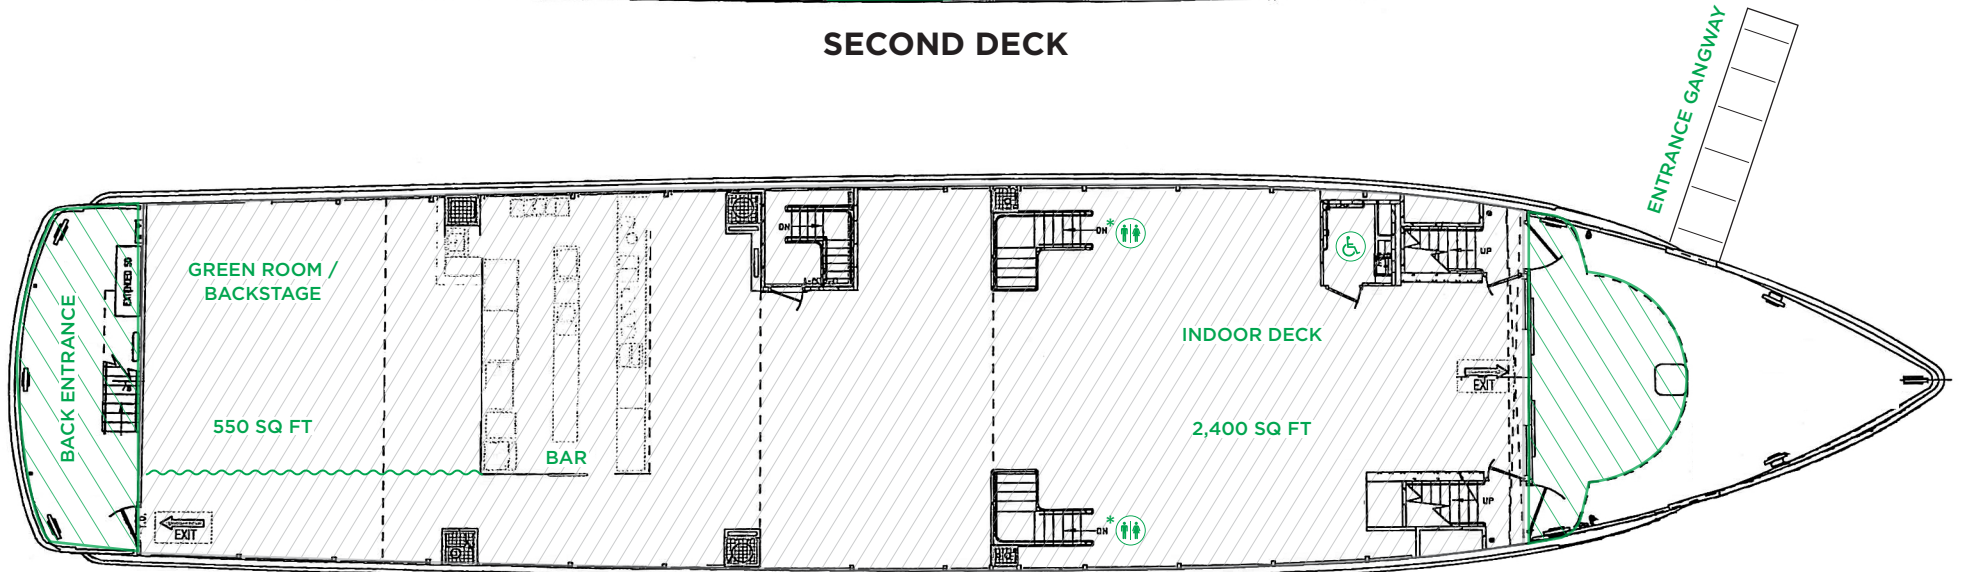 SECOND DECK
ENTRANCE GANGWAY
GREEN ROOM /
BACKSTAGE
BACK ENTRANCE
550 SQ FT
BAR
INDOOR DECK
2,400 SQ FT
DN
DN
*
UP
EXIT
EXIT
DN
*
UP